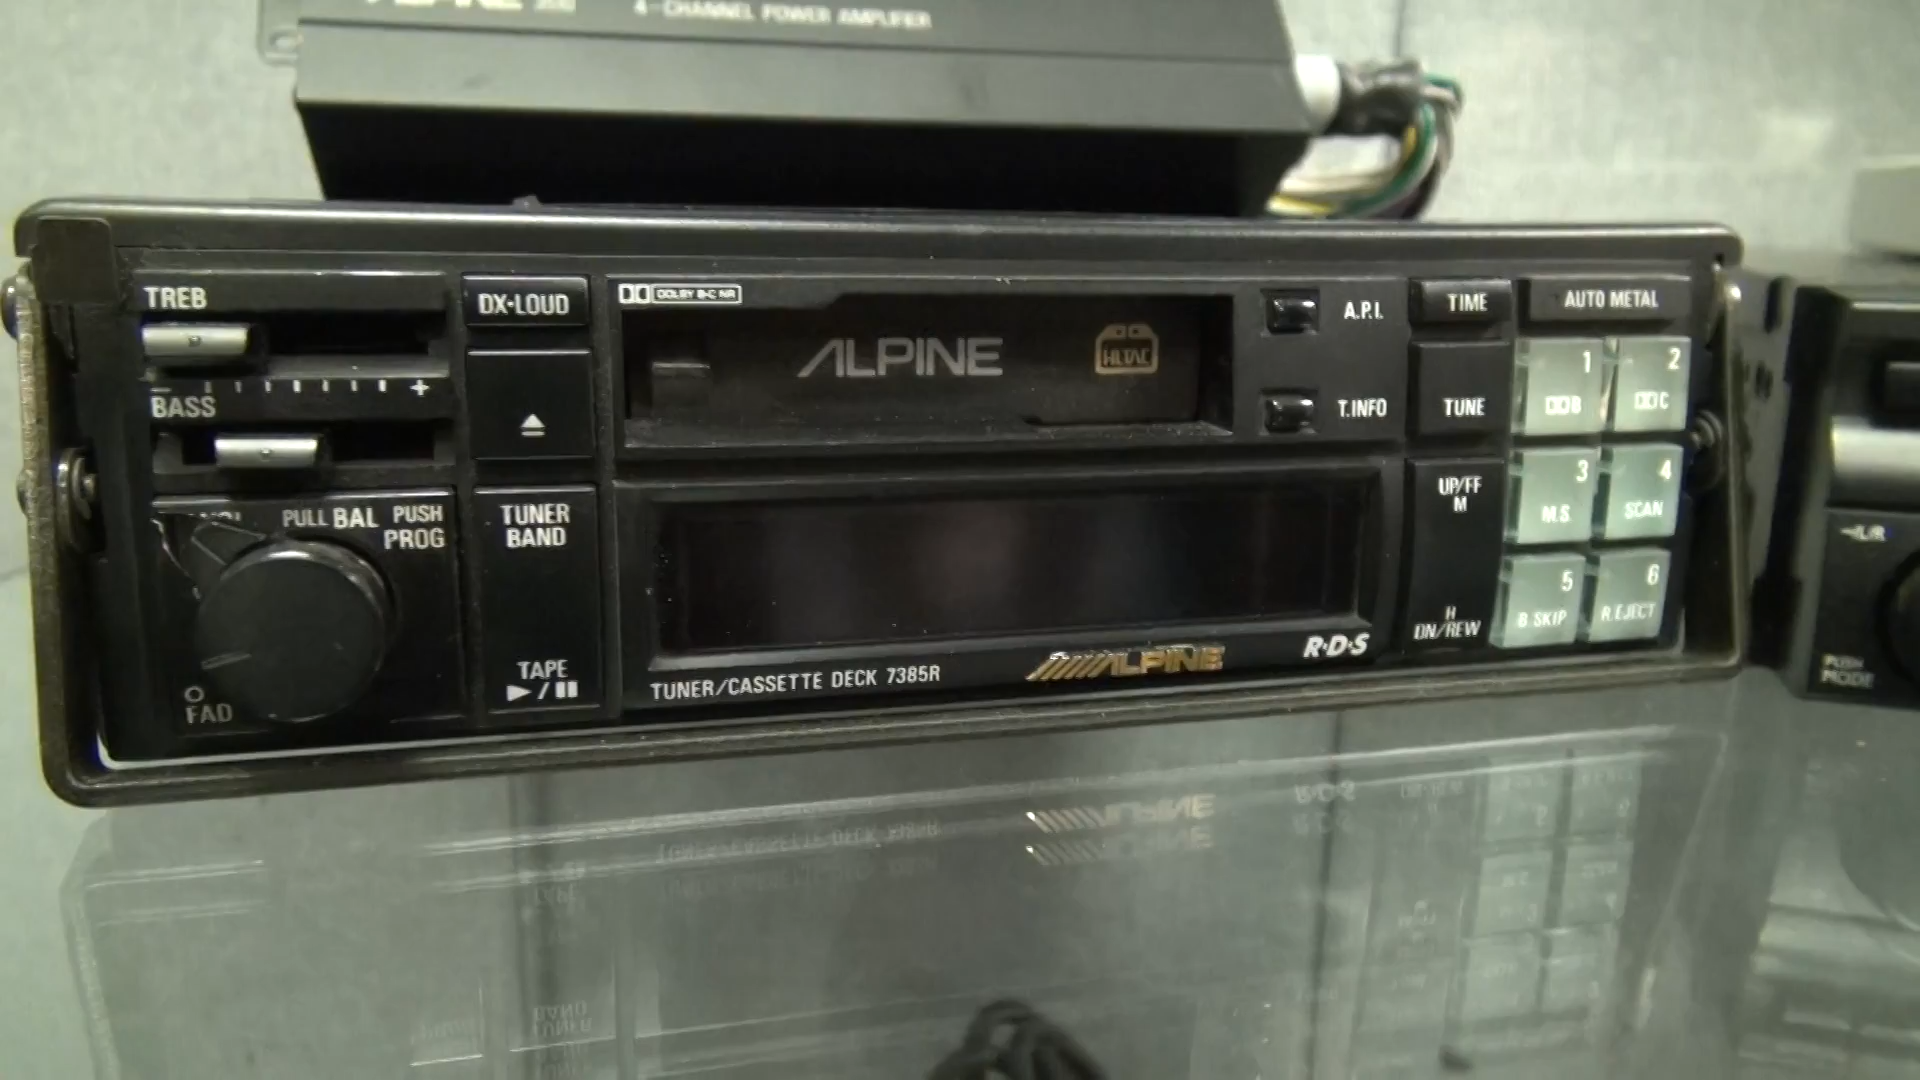 ALPINE
4-CHANNEL POWER AMPLIFIER
TREB
- +
BASS
DX·LOUD
DOLBY B·C NR
ALPINE
A.P.I.
T.INFO
TIME
TUNE
AUTO METAL
1
B
2
C
3
M.S.
4
SCAN
5
B.SKIP
6
R.EJECT
UP/FF
M
DN/REW
PULL BAL PUSH
PROG
FAD
TUNER
BAND
TAPE
▶/❚❚
TUNER/CASSETTE DECK 7385R
ALPINE
R·D·S
L/R
PUSH
MODE